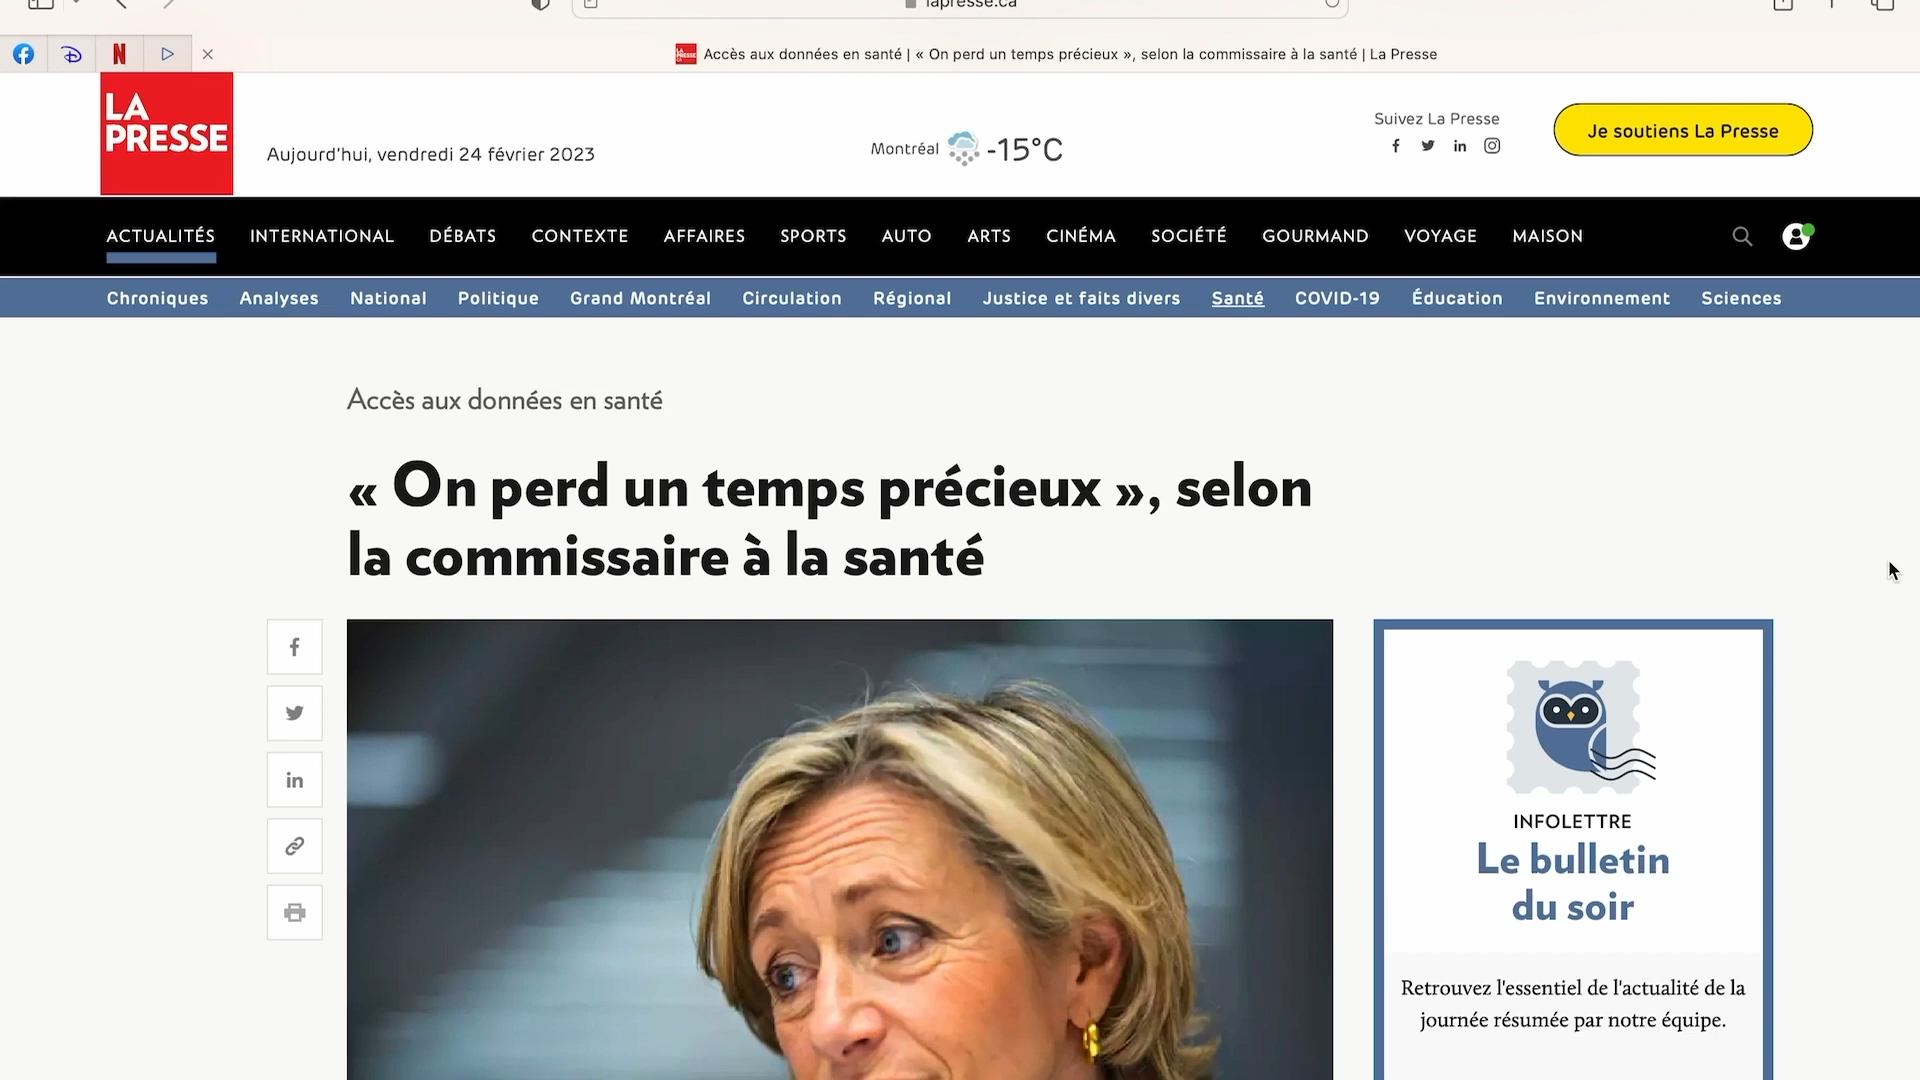 lapresse.ca
Accès aux données en santé | « On perd un temps précieux », selon la commissaire à la santé | La Presse
LA
PRESSE
Aujourd'hui, vendredi 24 février 2023
Montréal -15°C
Suivez La Presse
Je soutiens La Presse
ACTUALITÉS INTERNATIONAL DÉBATS CONTEXTE AFFAIRES SPORTS AUTO ARTS CINÉMA SOCIÉTÉ GOURMAND VOYAGE MAISON
Chroniques Analyses National Politique Grand Montréal Circulation Régional Justice et faits divers Santé COVID-19 Éducation Environnement Sciences
Accès aux données en santé
« On perd un temps précieux », selon
la commissaire à la santé
INFOLETTRE
Le bulletin
du soir
Retrouvez l'essentiel de l'actualité de la
journée résumée par notre équipe.